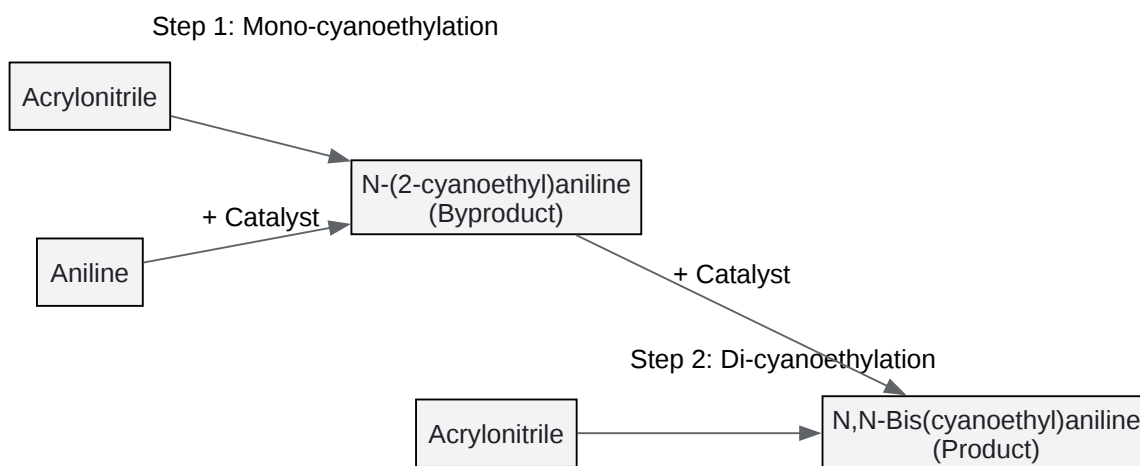 Step 1: Mono-cyanoethylation
Acrylonitrile
N-(2-cyanoethyl)aniline
(Byproduct)
+ Catalyst
Aniline
+ Catalyst
Step 2: Di-cyanoethylation
Acrylonitrile
N,N-Bis(cyanoethyl)aniline
(Product)